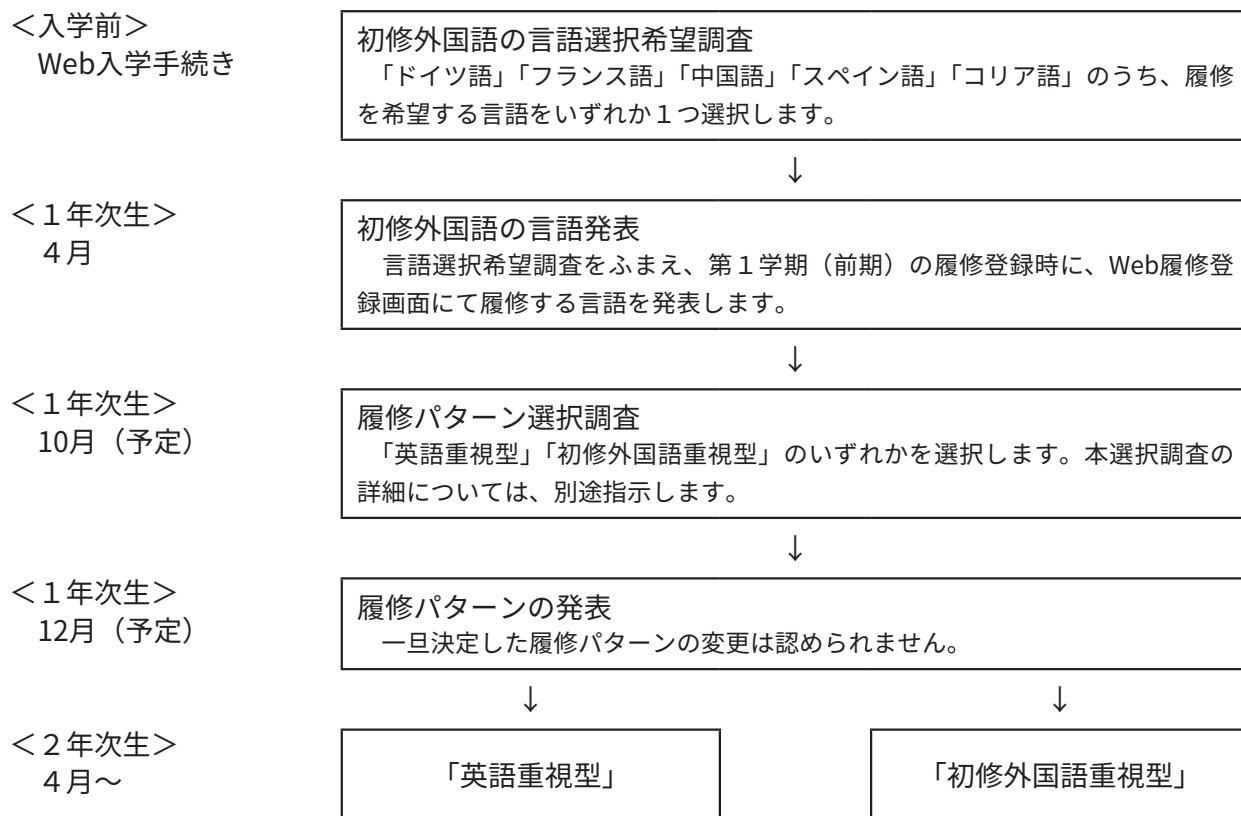 ＜入学前＞
Web入学手続き
初修外国語の言語選択希望調査
「ドイツ語」「フランス語」「中国語」「スペイン語」「コリア語」のうち、履修
を希望する言語をいずれか１つ選択します。
↓
＜１年次生＞
４月
初修外国語の言語発表
言語選択希望調査をふまえ、第１学期（前期）の履修登録時に、Web履修登
録画面にて履修する言語を発表します。
↓
＜１年次生＞
10月（予定）
履修パターン選択調査
「英語重視型」「初修外国語重視型」のいずれかを選択します。本選択調査の
詳細については、別途指示します。
↓
＜１年次生＞
12月（予定）
履修パターンの発表
一旦決定した履修パターンの変更は認められません。
↓ ↓
＜２年次生＞
４月～
「英語重視型」
「初修外国語重視型」